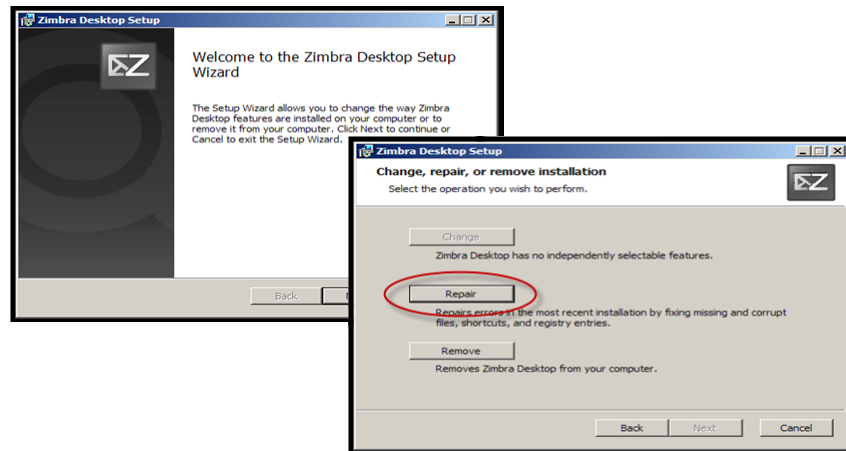 Zimbra Desktop Setup
Welcome to the Zimbra Desktop Setup
Wizard
The Setup Wizard allows you to change the way Zimbra
Desktop features are installed on your computer or to
remove it from your computer. Click Next to continue or
Cancel to exit the Setup Wizard.
Back
Zimbra Desktop Setup
Change, repair, or remove installation
Select the operation you wish to perform.
Change
Zimbra Desktop has no independently selectable features.
Repair
Repairs errors in the most recent installation by fixing missing and corrupt
files, shortcuts, and registry entries.
Remove
Removes Zimbra Desktop from your computer.
Back Next Cancel